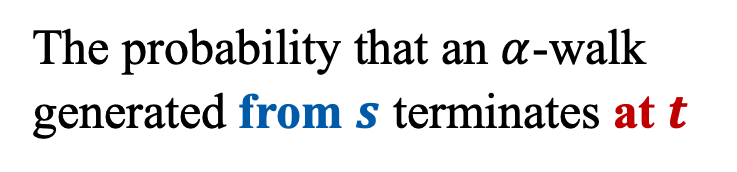 The probability that an α-walk
generated from s terminates at t